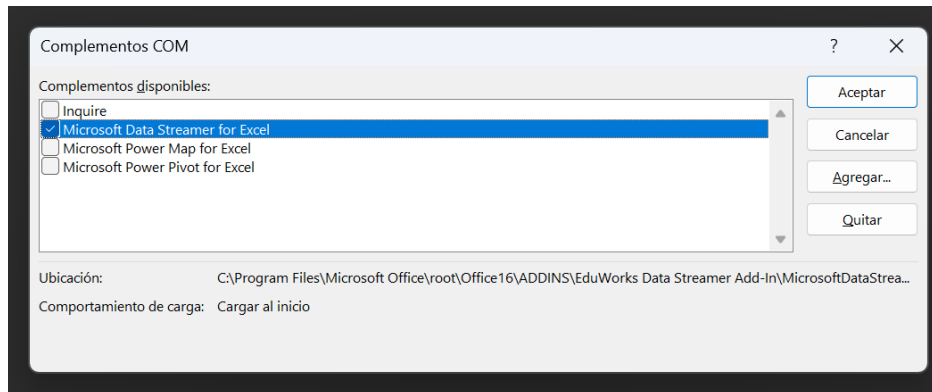 Complementos COM
?
Complementos disponibles:
Inquire
Microsoft Data Streamer for Excel
Microsoft Power Map for Excel
Microsoft Power Pivot for Excel
Aceptar
Cancelar
Agregar...
Quitar
Ubicación: C:\Program Files\Microsoft Office\root\Office16\ADDINS\EduWorks Data Streamer Add-In\MicrosoftDataStrea...
Comportamiento de carga: Cargar al inicio